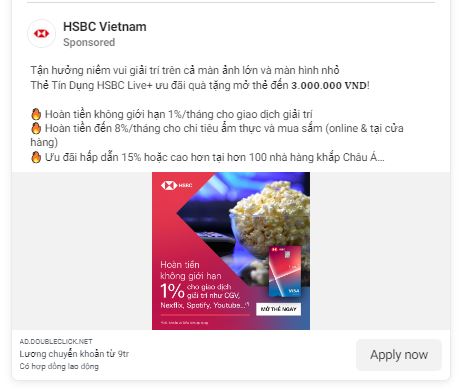 HSBC Vietnam
Sponsored
Tận hưởng niềm vui giải trí trên cả màn ảnh lớn và màn hình nhỏ
Thẻ Tín Dụng HSBC Live+ ưu đãi quà tặng mở thẻ đến 3.000.000 VND!
🔥 Hoàn tiền không giới hạn 1%/tháng cho giao dịch giải trí
🔥 Hoàn tiền đến 8%/tháng cho chi tiêu ẩm thực và mua sắm (online & tại cửa
hàng)
🔥 Ưu đãi hấp dẫn 15% hoặc cao hơn tại hơn 100 nhà hàng khắp Châu Á…
HSBC
Hoàn tiền
không giới hạn
1% cho giao dịch
giải trí như CGV,
Nexflix, Spotify, Youtube...
VISA
MỞ THẺ NGAY
AD.DOUBLECLICK.NET
Lương chuyển khoản từ 9tr
Có hợp đồng lao động
Apply now